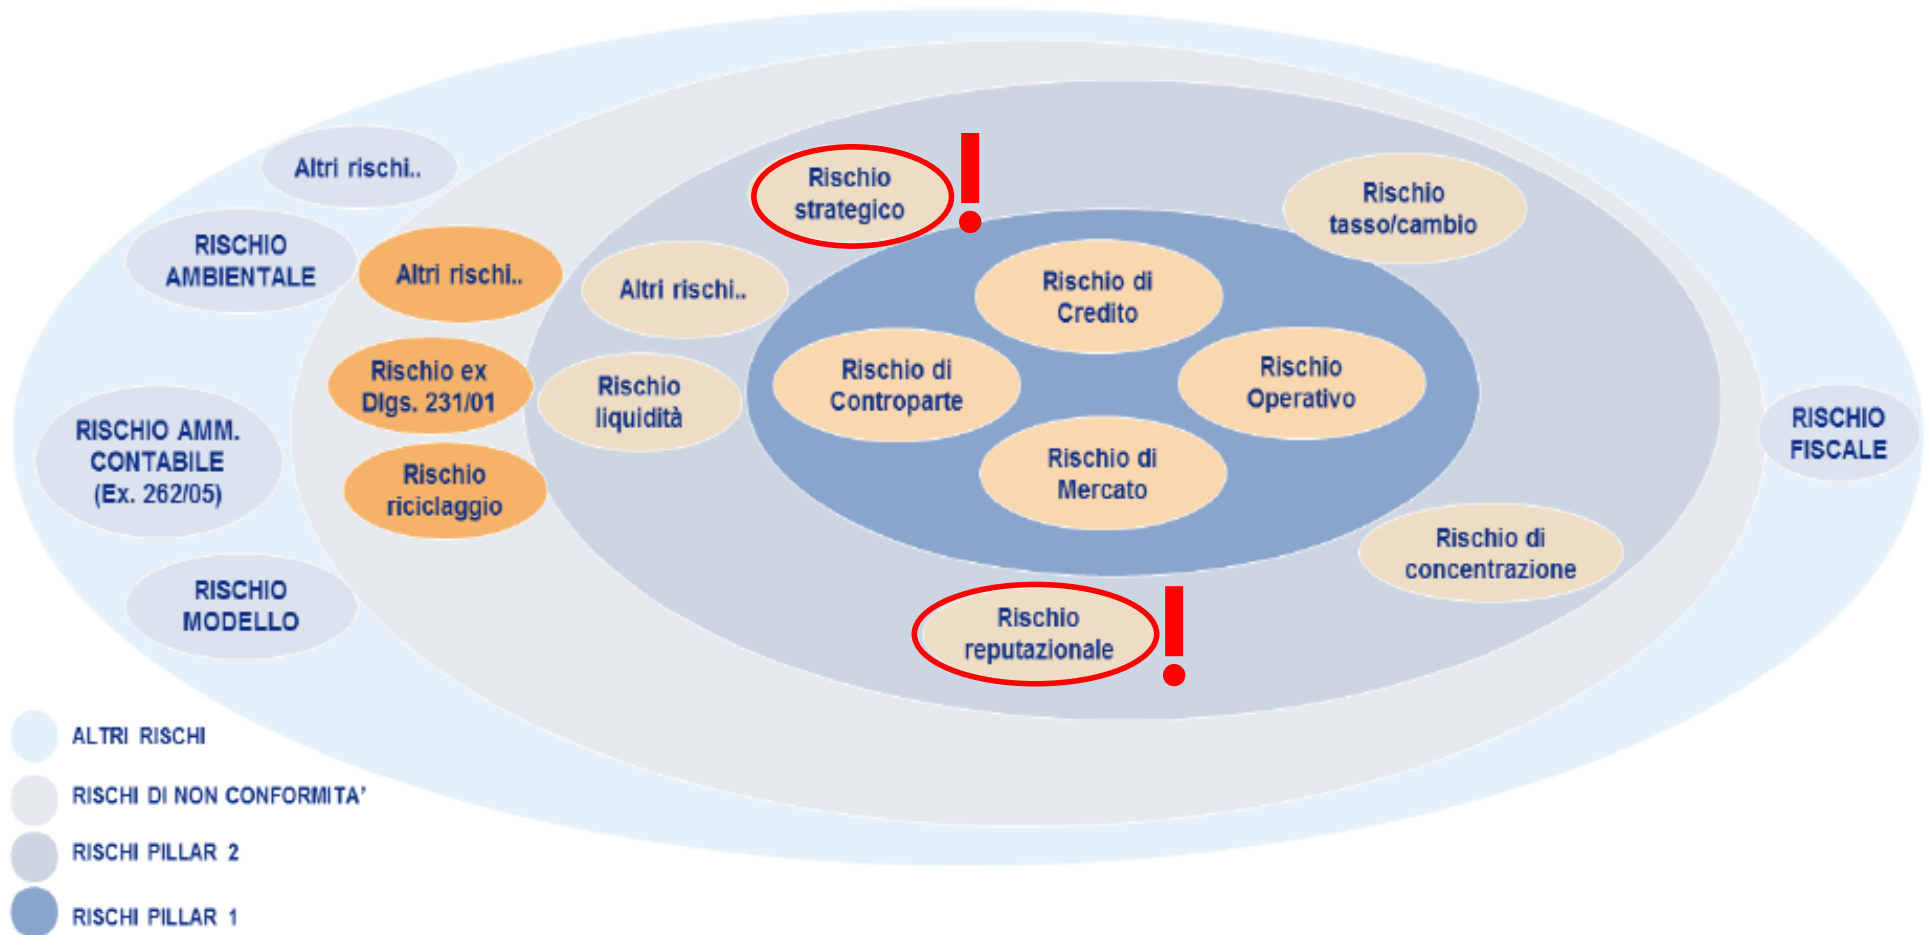 Altri rischi..
RISCHIO
AMBIENTALE
RISCHIO AMM.
CONTABILE
(Ex. 262/05)
RISCHIO
MODELLO
Altri rischi..
Rischio ex
Dlgs. 231/01
Rischio
riciclaggio
Rischio
strategico
!
Altri rischi..
Rischio
liquidità
Rischio
tasso/cambio
Rischio di
Credito
Rischio di
Controparte
Rischio
Operativo
Rischio di
Mercato
Rischio di
concentrazione
Rischio
reputazionale
!
RISCHIO
FISCALE
ALTRI RISCHI
RISCHI DI NON CONFORMITA'
RISCHI PILLAR 2
RISCHI PILLAR 1